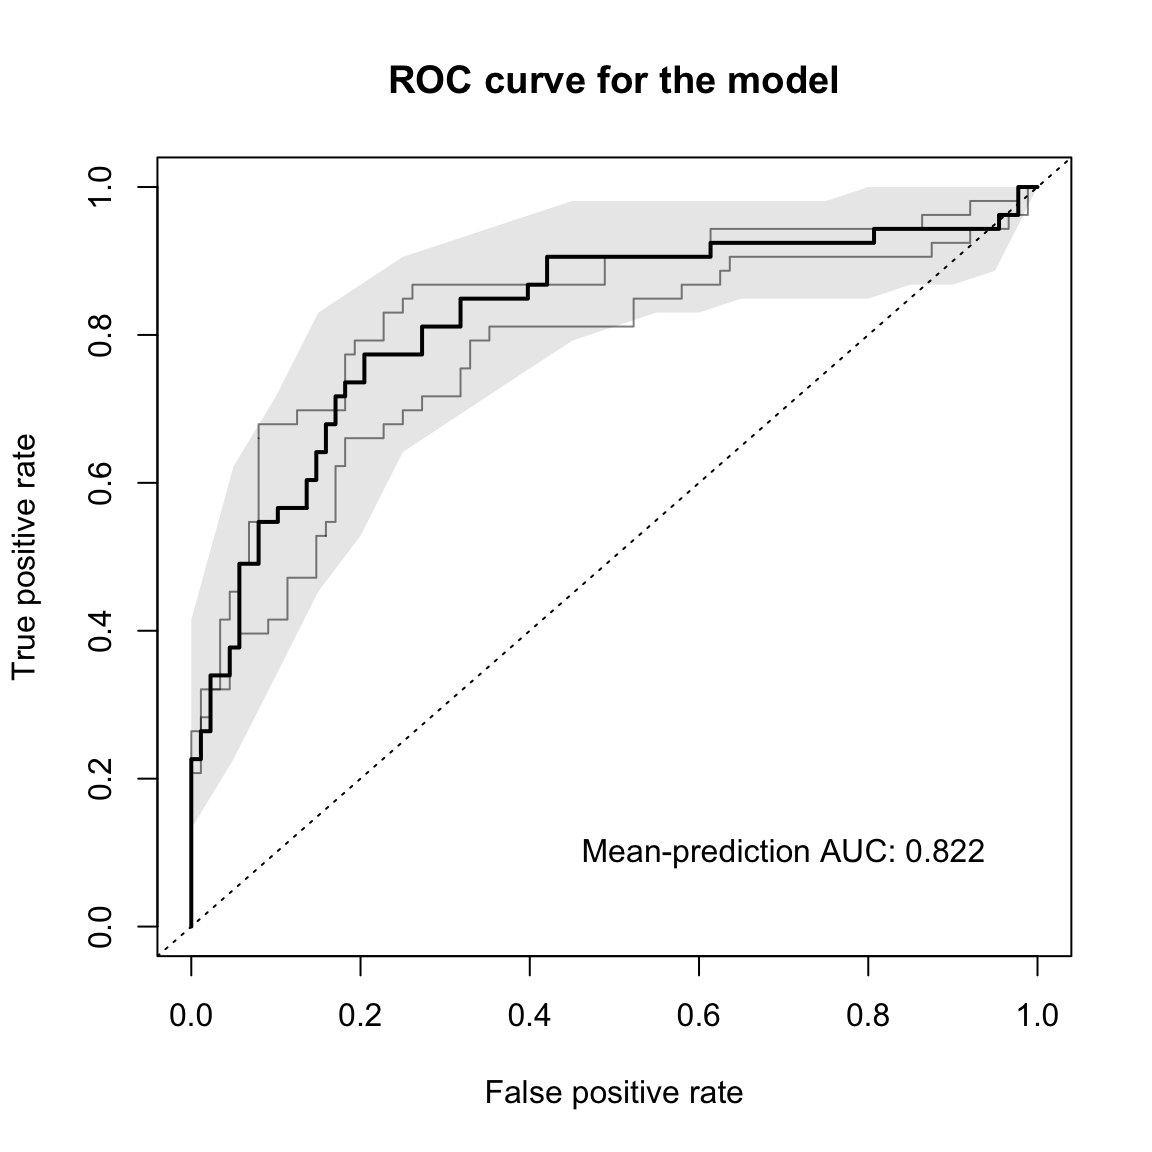 ROC curve for the model
1.0
0.8
0.6
0.4
0.2
0.0
True positive rate
Mean-prediction AUC: 0.822
0.0 0.2 0.4 0.6 0.8 1.0
False positive rate